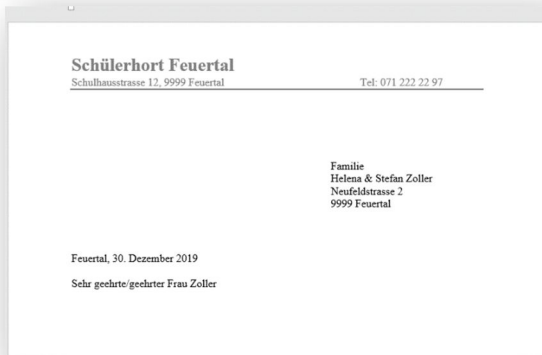 Schülerhort Feuertal
Schulhausstrasse 12, 9999 Feuertal Tel: 071 222 22 97
Familie
Helena & Stefan Zoller
Neufeldstrasse 2
9999 Feuertal
Feuertal, 30. Dezember 2019
Sehr geehrte/geehrter Frau Zoller